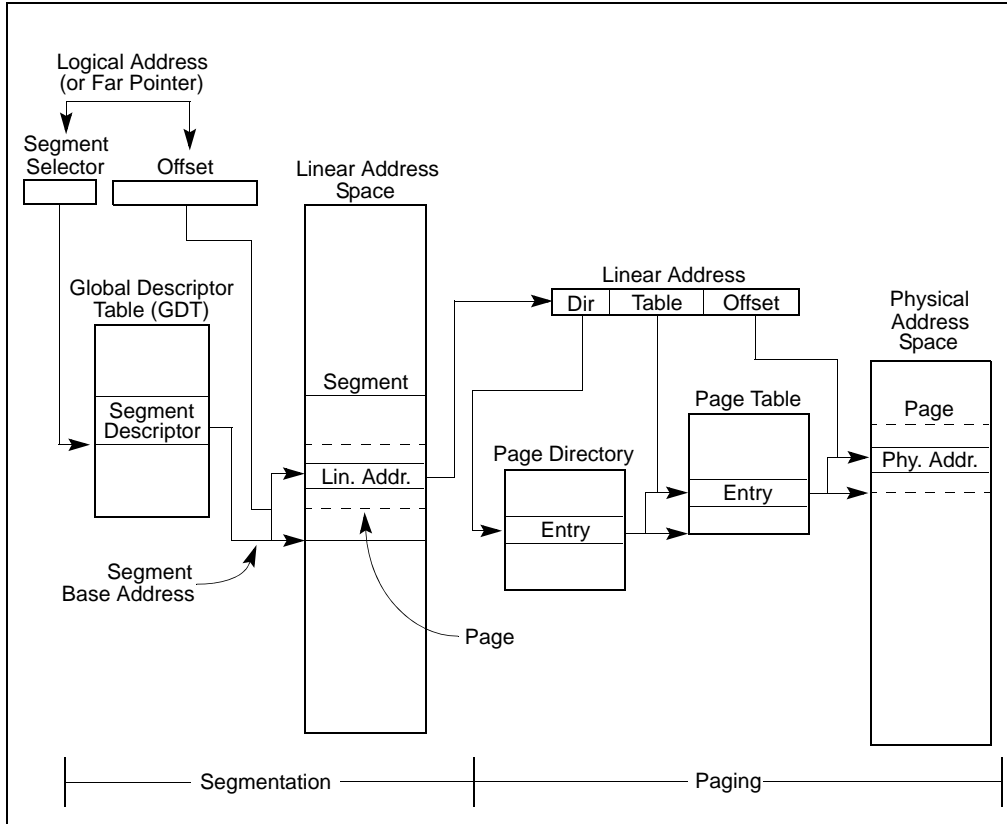 Logical Address
(or Far Pointer)
Segment
Selector
Offset
Linear Address
Space
Global Descriptor
Table (GDT)
Segment
Descriptor
Segment
Lin. Addr.
Segment
Base Address
Page
Linear Address
Dir
Table
Offset
Page Directory
Entry
Page Table
Entry
Physical
Address
Space
Page
Phy. Addr.
Segmentation
Paging